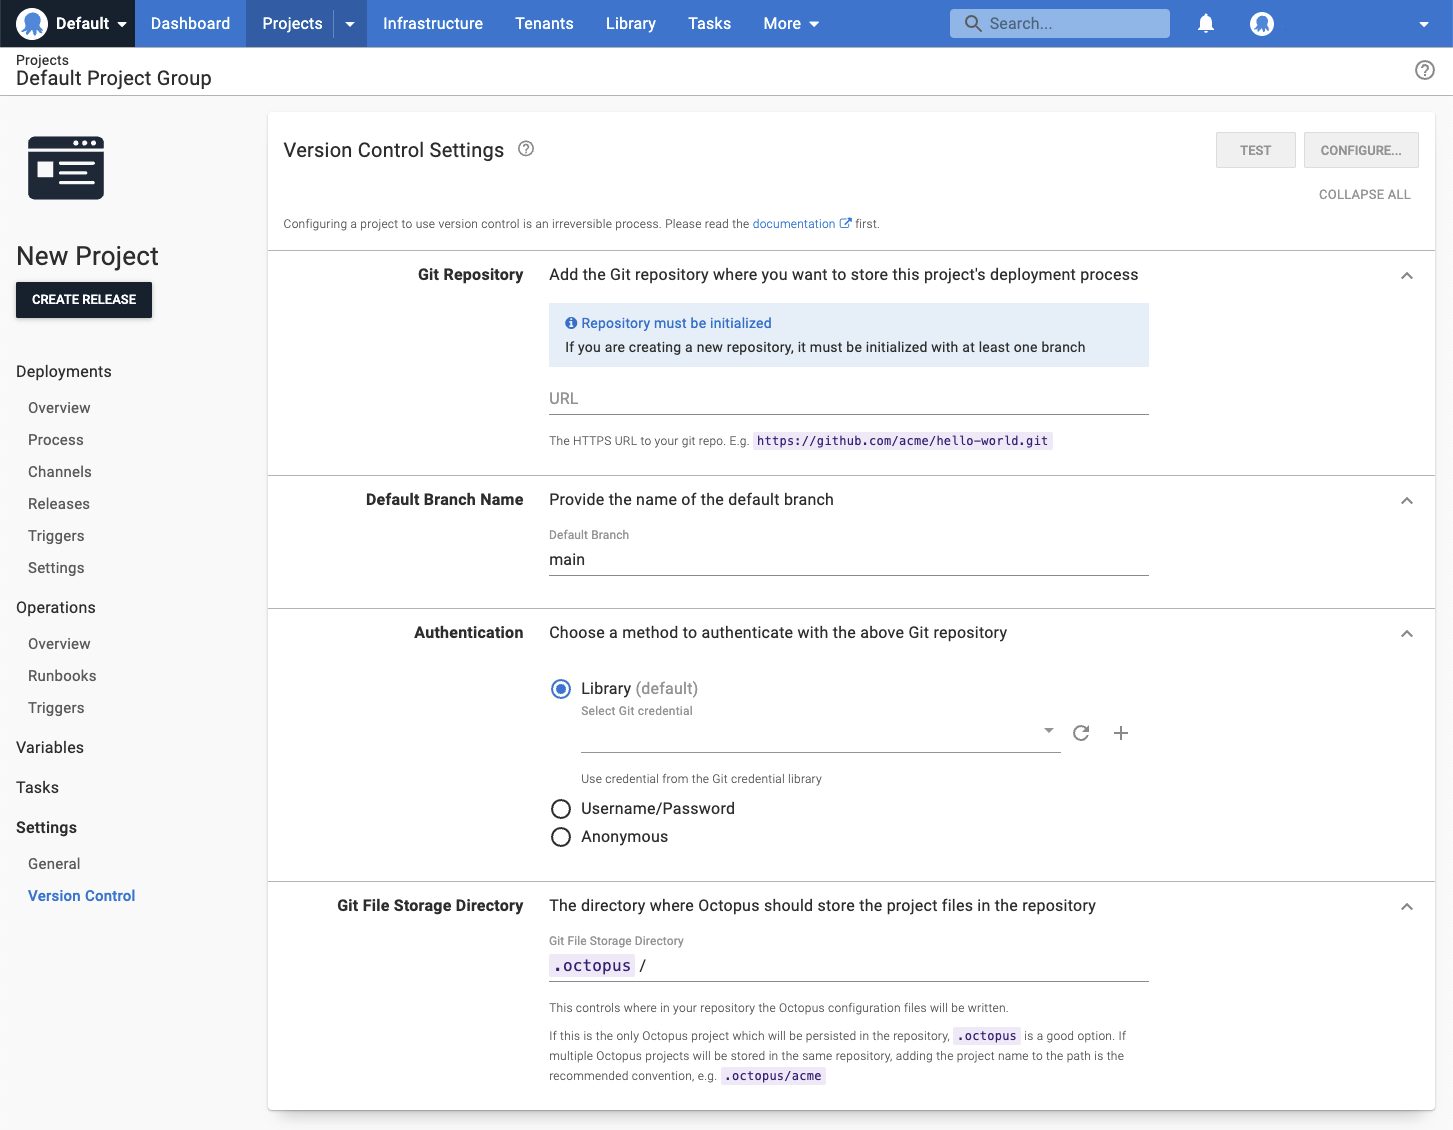 Default Dashboard Projects Infrastructure Tenants Library Tasks More Search...
Projects
Default Project Group
Version Control Settings
TEST CONFIGURE...
COLLAPSE ALL
Configuring a project to use version control is an irreversible process. Please read the documentation first.
New Project
CREATE RELEASE
Deployments
Overview
Process
Channels
Releases
Triggers
Settings
Operations
Overview
Runbooks
Triggers
Variables
Tasks
Settings
General
Version Control
Git Repository Add the Git repository where you want to store this project's deployment process
Repository must be initialized
If you are creating a new repository, it must be initialized with at least one branch
URL
The HTTPS URL to your git repo. E.g. https://github.com/acme/hello-world.git
Default Branch Name Provide the name of the default branch
Default Branch
main
Authentication Choose a method to authenticate with the above Git repository
Library (default)
Select Git credential
Use credential from the Git credential library
Username/Password
Anonymous
Git File Storage Directory The directory where Octopus should store the project files in the repository
Git File Storage Directory
.octopus /
This controls where in your repository the Octopus configuration files will be written.
If this is the only Octopus project which will be persisted in the repository, .octopus is a good option. If
multiple Octopus projects will be stored in the same repository, adding the project name to the path is the
recommended convention, e.g. .octopus/acme